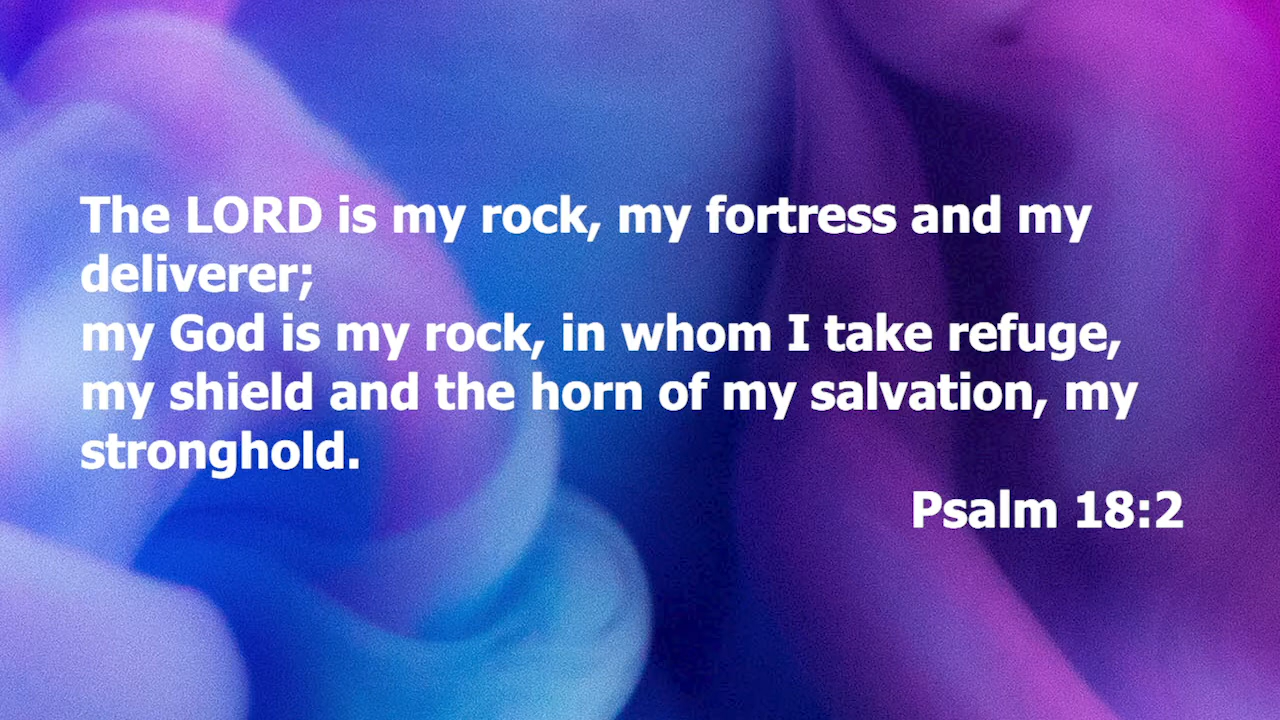 The LORD is my rock, my fortress and my
deliverer;
my God is my rock, in whom I take refuge,
my shield and the horn of my salvation, my
stronghold.
Psalm 18:2